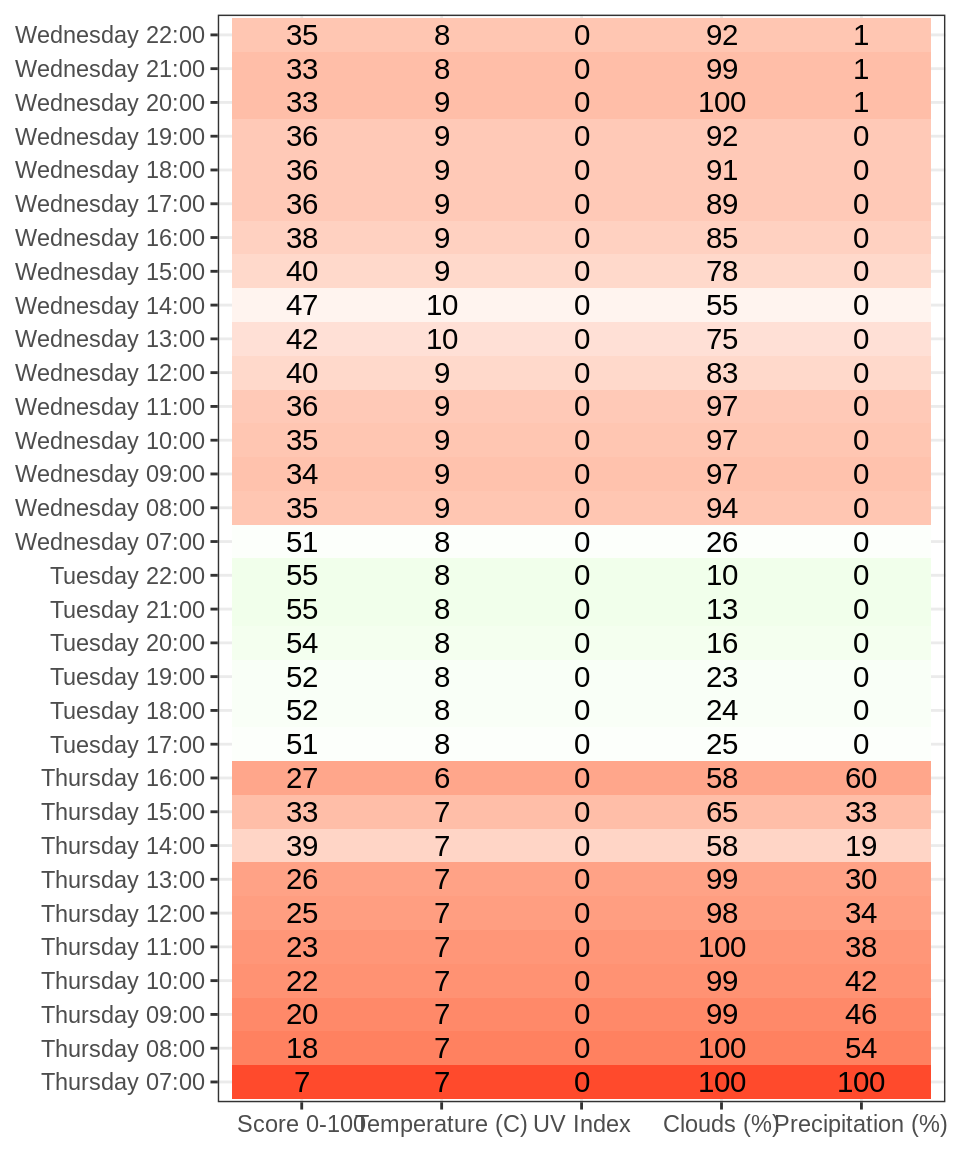 Wednesday 22:00 35 8 0 92 1
Wednesday 21:00 33 8 0 99 1
Wednesday 20:00 33 9 0 100 1
Wednesday 19:00 36 9 0 92 0
Wednesday 18:00 36 9 0 91 0
Wednesday 17:00 36 9 0 89 0
Wednesday 16:00 38 9 0 85 0
Wednesday 15:00 40 9 0 78 0
Wednesday 14:00 47 10 0 55 0
Wednesday 13:00 42 10 0 75 0
Wednesday 12:00 40 9 0 83 0
Wednesday 11:00 36 9 0 97 0
Wednesday 10:00 35 9 0 97 0
Wednesday 09:00 34 9 0 97 0
Wednesday 08:00 35 9 0 94 0
Wednesday 07:00 51 8 0 26 0
Tuesday 22:00 55 8 0 10 0
Tuesday 21:00 55 8 0 13 0
Tuesday 20:00 54 8 0 16 0
Tuesday 19:00 52 8 0 23 0
Tuesday 18:00 52 8 0 24 0
Tuesday 17:00 51 8 0 25 0
Thursday 16:00 27 6 0 58 60
Thursday 15:00 33 7 0 65 33
Thursday 14:00 39 7 0 58 19
Thursday 13:00 26 7 0 99 30
Thursday 12:00 25 7 0 98 34
Thursday 11:00 23 7 0 100 38
Thursday 10:00 22 7 0 99 42
Thursday 09:00 20 7 0 99 46
Thursday 08:00 18 7 0 100 54
Thursday 07:00 7 7 0 100 100
Score 0-100 Temperature (C) UV Index Clouds (%) Precipitation (%)